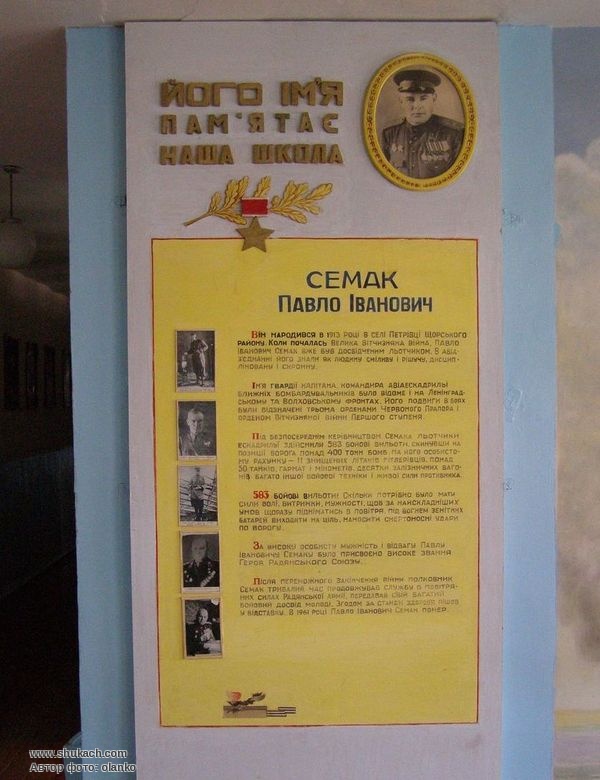 ЙОГО ІМ'Я
ПАМ'ЯТАЄ
НАША ШКОЛА
СЕМАК
ПАВЛО ІВАНОВИЧ
ВІН НАРОДИВСЯ В 1913 РОЦІ В СЕЛІ ПЕТРІВЦІ ЩОРСЬКОГО
РАЙОНУ. КОЛИ ПОЧАЛАСЬ ВЕЛИКА ВІТЧИЗНЯНА ВІЙНА, ПАВЛО
ІВАНОВИЧ СЕМАК ВЖЕ БУВ ДОСВІДЧЕНИМ ЛЬОТЧИКОМ. В АВІА-
З'ЄДНАННІ ЙОГО ЗНАЛИ ЯК ЛЮДИНУ СМІЛИВУ І РІШУЧУ, ДИСЦИП-
ЛІНОВАНУ І СКРОМНУ.
ІМ'Я ГВАРДІЇ КАПІТАНА, КОМАНДИРА АВІАЕСКАДРИЛЬЇ
БЛИЖНІХ БОМБАРДУВАЛЬНИКІВ БУЛО ВІДОМЕ І НА ЛЕНІНГРАД-
СЬКОМУ ТА ВОЛХОВСЬКОМУ ФРОНТАХ. ЙОГО ПОДВИГИ В БОЯХ
БУЛИ ВІДЗНАЧЕНІ ТРЬОМА ОРДЕНАМИ ЧЕРВОНОГО ПРАПОРА І
ОРДЕНОМ ВІТЧИЗНЯНОЇ ВІЙНИ ПЕРШОГО СТУПЕНЯ.
ПІД БЕЗПОСЕРЕДНІМ КЕРІВНИЦТВОМ СЕМАКА ЛЬОТЧИКИ
ЕСКАДРИЛЬЇ ЗДІЙСНИЛИ 583 БОЙОВІ ВИЛЬОТИ, СКИНУВШИ НА
ПОЗИЦІЇ ВОРОГА ПОНАД 400 ТОНН БОМБ. НА ЙОГО ОСОБИСТО-
МУ РАХУНКУ – 11 ЗНИЩЕНИХ ЛІТАКІВ ГІТЛЕРІВЦІВ, ПОНАД
50 ТАНКІВ, ГАРМАТ І МІНОМЕТІВ, ДЕСЯТКИ ЗАЛІЗНИЧНИХ ВАГО-
НІВ, БАГАТО ІНШОЇ БОЙОВОЇ ТЕХНІКИ І ЖИВОЇ СИЛИ ПРОТИВНИКА.
583 БОЙОВІ ВИЛЬОТИ! СКІЛЬКИ ПОТРІБНО БУЛО МАТИ
СИЛИ ВОЛІ, ВИТРИМКИ, МУЖНОСТІ, ЩОБ ЗА НАЙСКЛАДНІШИХ
УМОВ ЩОРАЗУ ПІДНІМАТИСЬ В ПОВІТРЯ, ПІД ВОГНЕМ ЗЕНІТНИХ
БАТАРЕЙ ВИХОДИТИ НА ЦІЛЬ, НАНОСИТИ СМЕРТОНОСНІ УДАРИ
ПО ВОРОГУ.
ЗА ВИСОКУ ОСОБИСТУ МУЖНІСТЬ І ВІДВАГУ ПАВЛУ
ІВАНОВИЧУ СЕМАКУ БУЛО ПРИСВОЄНО ВИСОКЕ ЗВАННЯ
ГЕРОЯ РАДЯНСЬКОГО СОЮЗУ.
ПІСЛЯ ПЕРЕМОЖНОГО ЗАКІНЧЕННЯ ВІЙНИ ПОЛКОВНИК
СЕМАК ТРИВАЛИЙ ЧАС ПРОДОВЖУВАВ СЛУЖБУ В ПОВІТРЯ-
НИХ СИЛАХ РАДЯНСЬКОЇ АРМІЇ, ПЕРЕДАВАВ СВІЙ БАГАТИЙ
БОЙОВИЙ ДОСВІД МОЛОДІ. ЗГОДОМ ЗА СТАНОМ ЗДОРОВ'Я ПІШОВ
У ВІДСТАВКУ. В 1961 РОЦІ ПАВЛО ІВАНОВИЧ СЕМАК ПОМЕР.
www.shukach.com
Автор фото: olanko